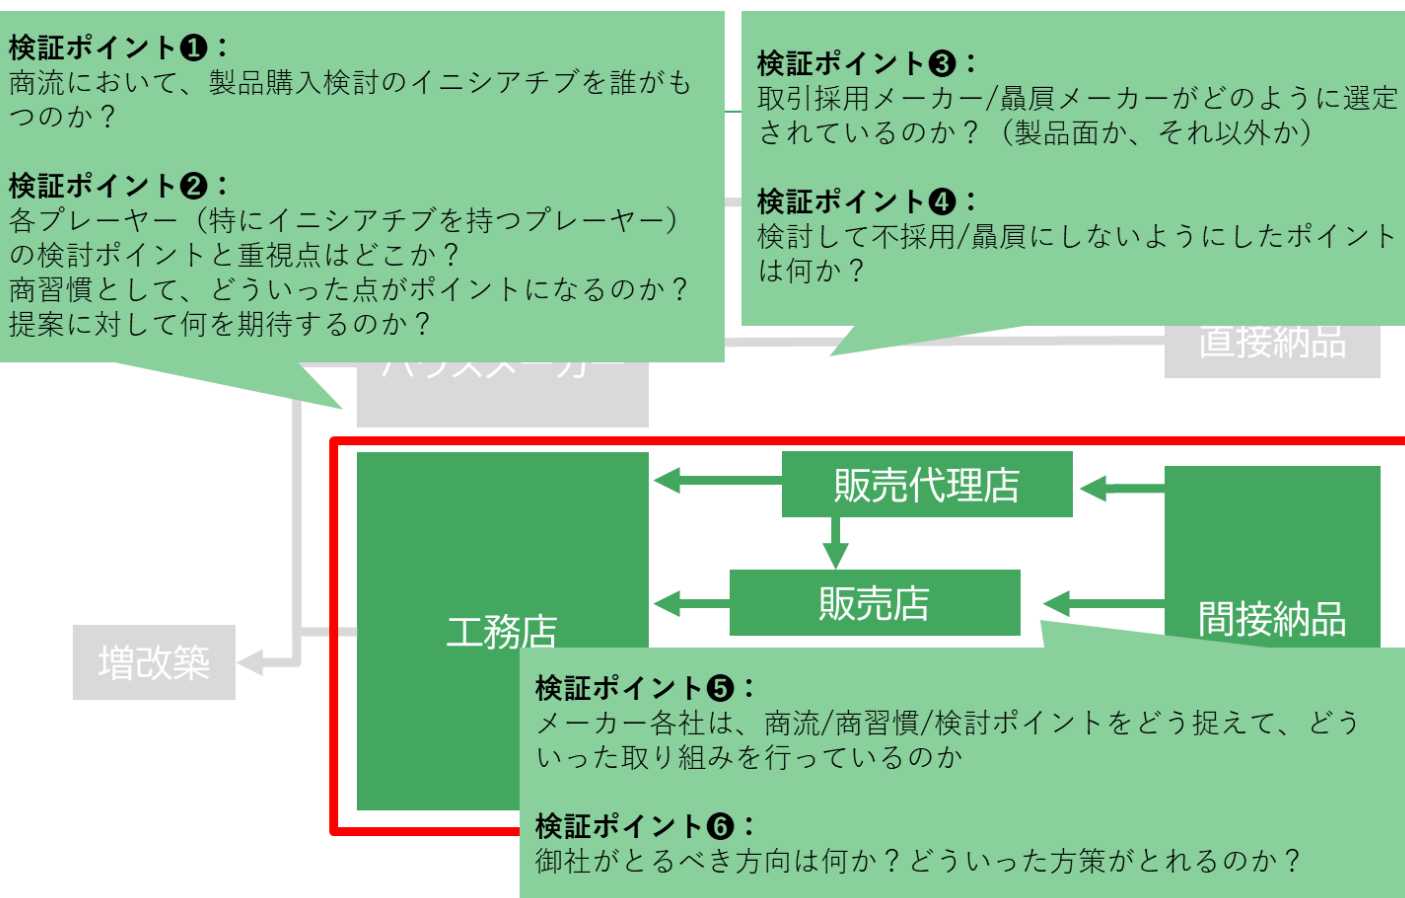 検証ポイント❶：
商流において、製品購入検討のイニシアチブを誰がも
つのか？
検証ポイント❷：
各プレーヤー（特にイニシアチブを持つプレーヤー）
の検討ポイントと重視点はどこか？
商習慣として、どういった点がポイントになるのか？
提案に対して何を期待するのか？
検証ポイント❸：
取引採用メーカー/贔屓メーカーがどのように選定
されているのか？（製品面か、それ以外か）
検証ポイント❹：
検討して不採用/贔屓にしないようにしたポイント
は何か？
ハウスメーカー
直接納品
販売代理店
販売店
工務店
間接納品
増改築
検証ポイント❺：
メーカー各社は、商流/商習慣/検討ポイントをどう捉えて、どう
いった取り組みを行っているのか
検証ポイント❻：
御社がとるべき方向は何か？どういった方策がとれるのか？